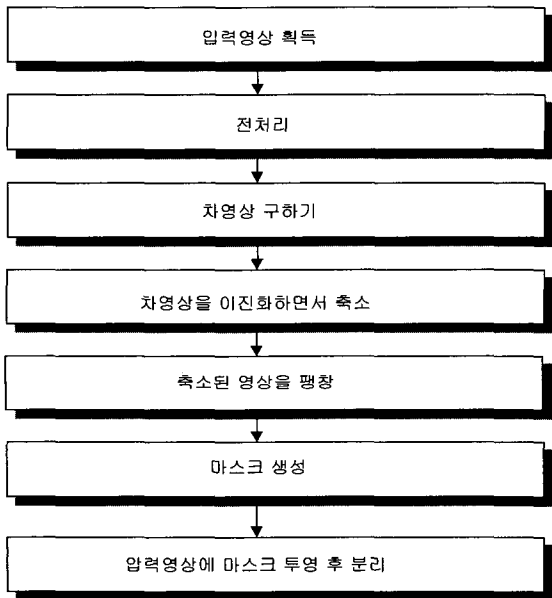 입력영상 획득
전처리
차영상 구하기
차영상을 이진화하면서 축소
축소된 영상을 팽창
마스크 생성
압력영상에 마스크 투영 후 분리